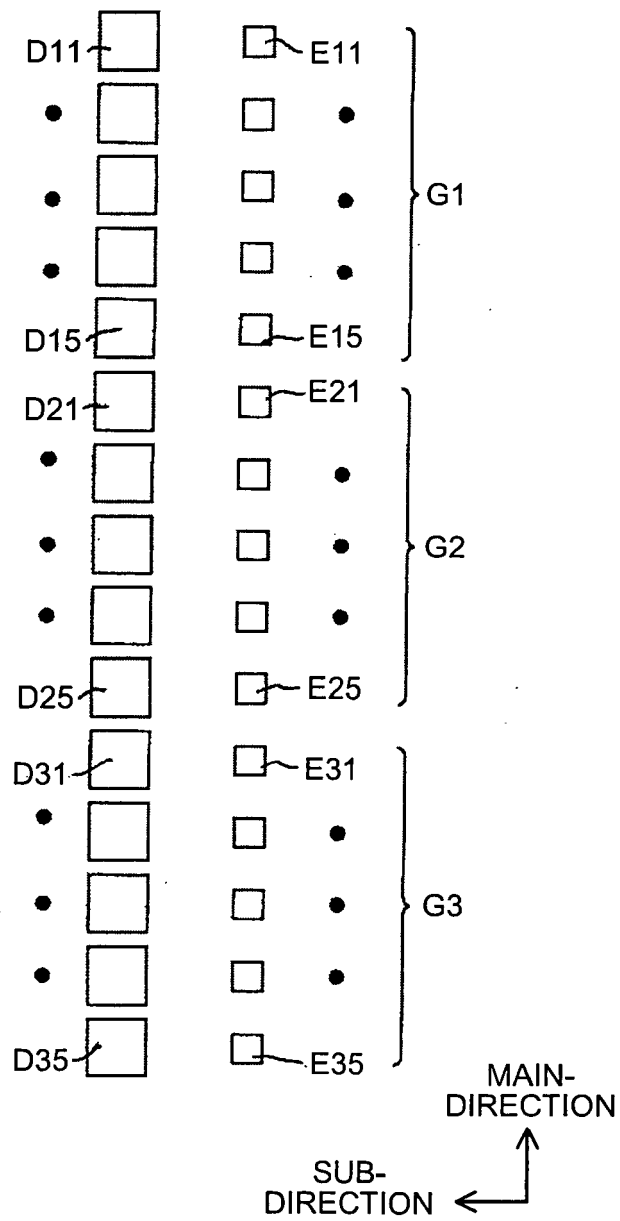 D11 E11
G1
D15 E15
D21 E21
G2
D25 E25
D31 E31
G3
D35 E35
MAIN-
DIRECTION
SUB-
DIRECTION